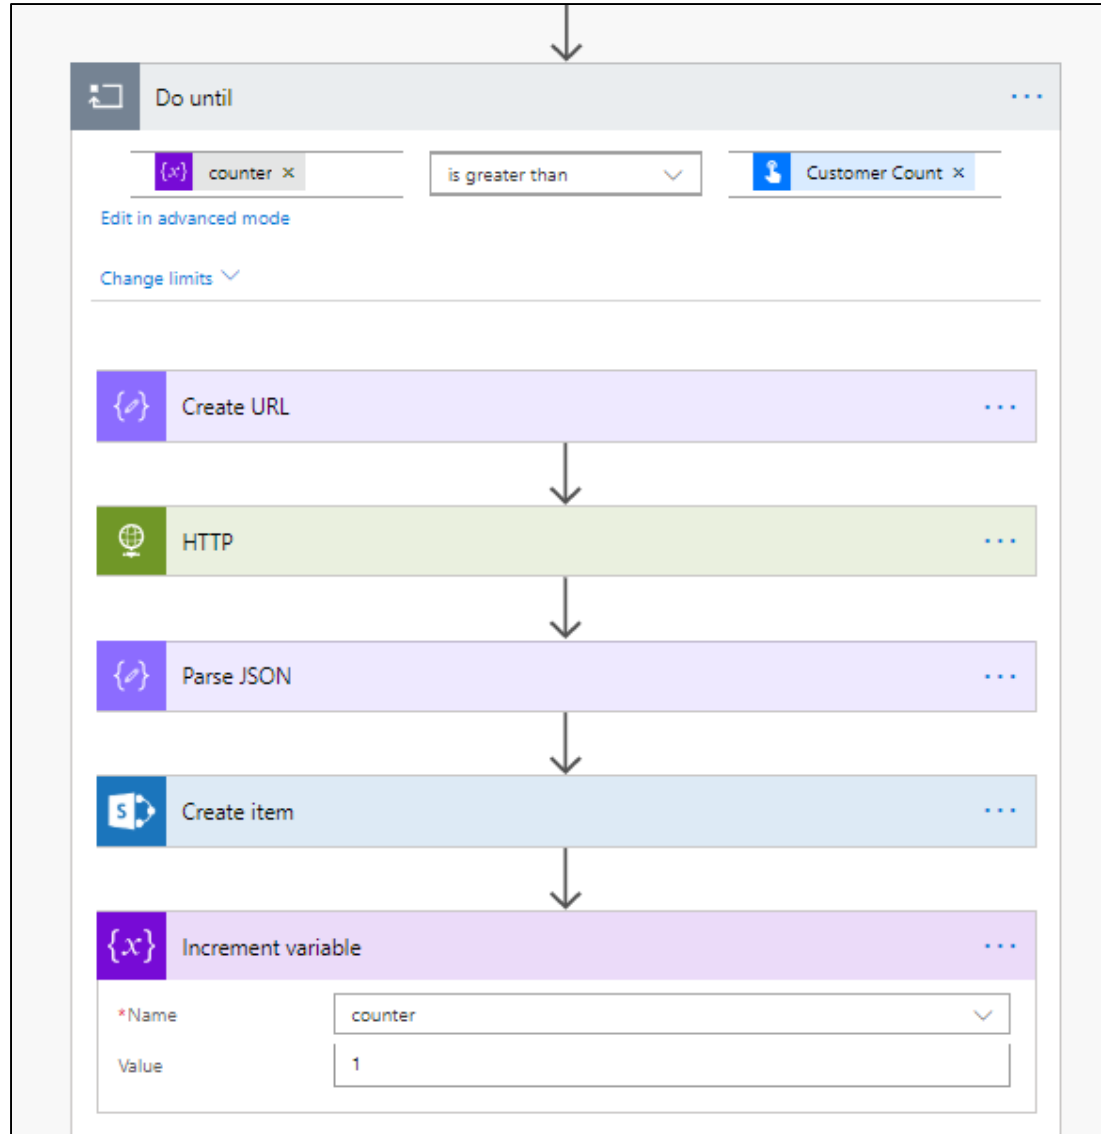 Do until ...
{x} counter × is greater than Customer Count ×
Edit in advanced mode
Change limits
Create URL ...
HTTP ...
Parse JSON ...
S Create item ...
{x} Increment variable ...
*Name counter
Value 1